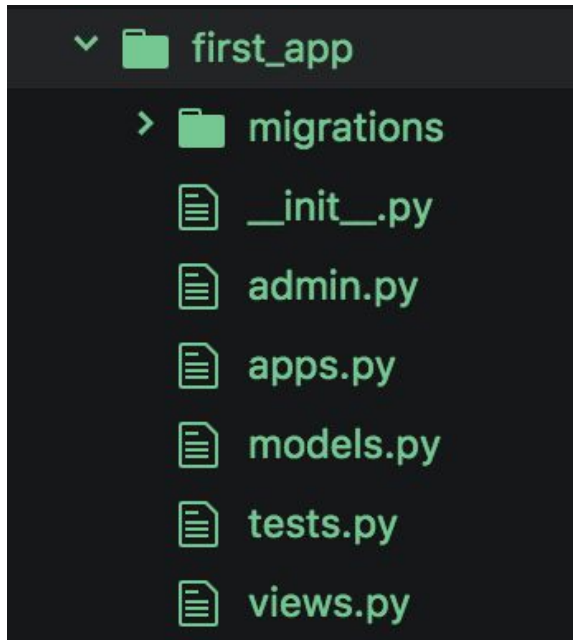 first_app
migrations
__init__.py
admin.py
apps.py
models.py
tests.py
views.py